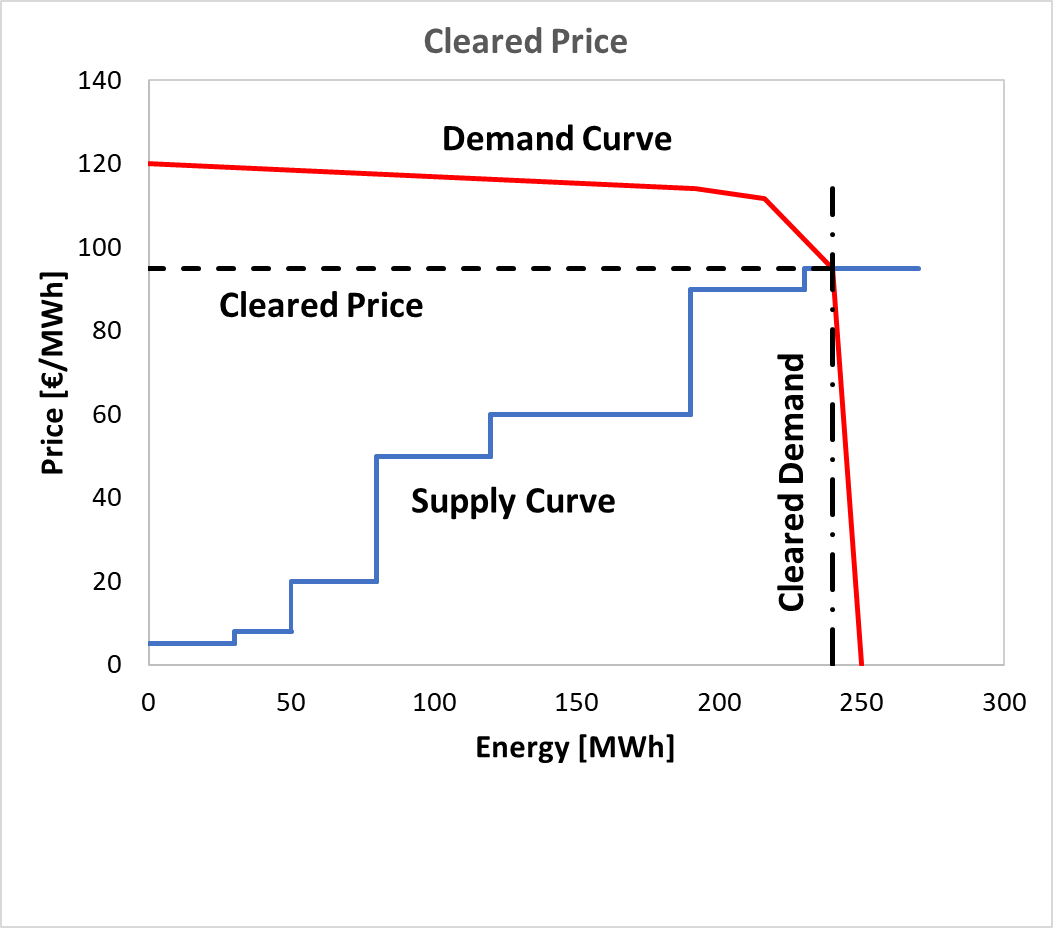 Cleared Price
140
120
100
80
60
40
20
0
Price [€/MWh]
Demand Curve
Cleared Price
Supply Curve
Cleared Demand
0 50 100 150 200 250 300
Energy [MWh]